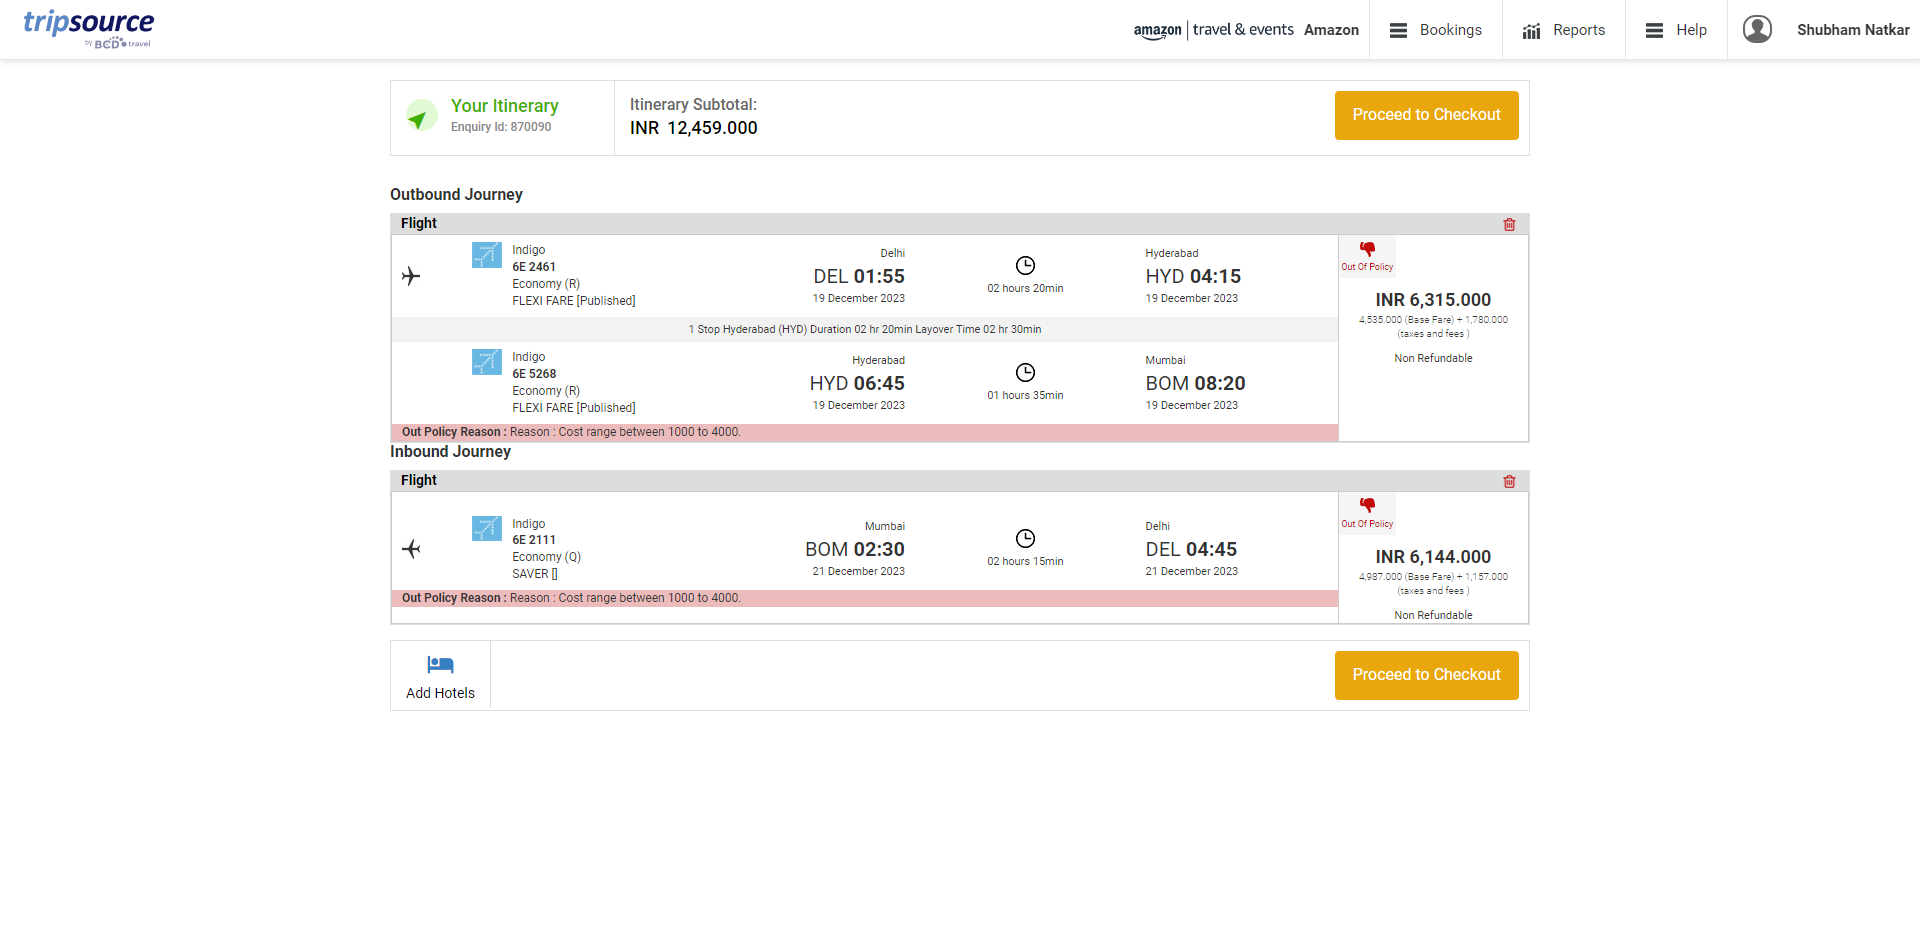 tripsource
by BCD travel
amazon travel & events Amazon
Bookings
Reports
Help
Shubham Natkar
Your Itinerary
Enquiry Id: 870090
Itinerary Subtotal:
INR 12,459.000
Proceed to Checkout
Outbound Journey
Flight
Indigo
6E 2461
Economy (R)
FLEXI FARE [Published]
Delhi
DEL 01:55
19 December 2023
02 hours 20min
Hyderabad
HYD 04:15
19 December 2023
Out Of Policy
INR 6,315.000
4,535.000 (Base Fare) + 1,780.000
(taxes and fees )
Non Refundable
1 Stop Hyderabad (HYD) Duration 02 hr 20min Layover Time 02 hr 30min
Indigo
6E 5268
Economy (R)
FLEXI FARE [Published]
Hyderabad
HYD 06:45
19 December 2023
01 hours 35min
Mumbai
BOM 08:20
19 December 2023
Out Policy Reason : Reason : Cost range between 1000 to 4000.
Inbound Journey
Flight
Indigo
6E 2111
Economy (Q)
SAVER []
Mumbai
BOM 02:30
21 December 2023
02 hours 15min
Delhi
DEL 04:45
21 December 2023
Out Of Policy
INR 6,144.000
4,987.000 (Base Fare) + 1,157.000
(taxes and fees )
Non Refundable
Out Policy Reason : Reason : Cost range between 1000 to 4000.
Add Hotels
Proceed to Checkout